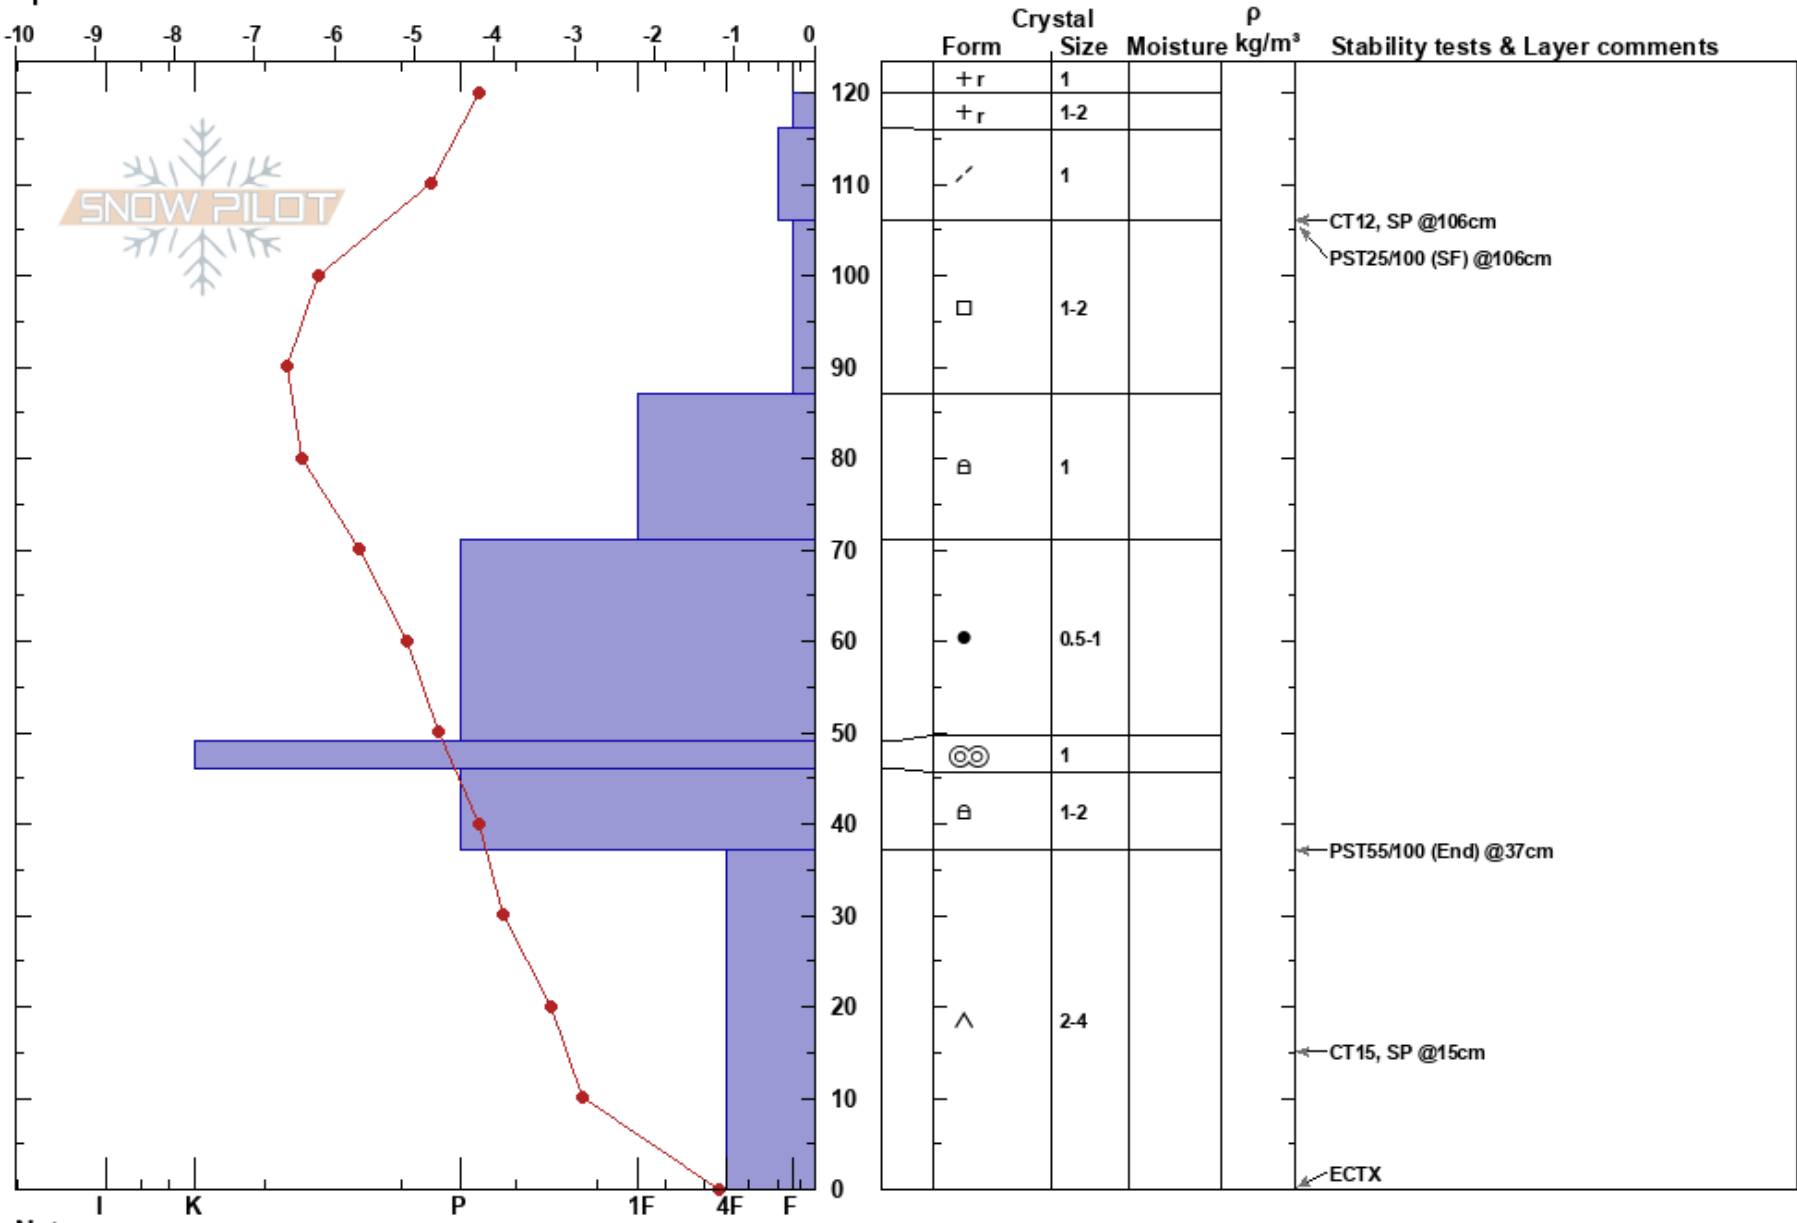 -10 -9 -8 -7 -6 -5 -4 -3 -2 -1 0
Crystal ρ
Form Size Moisture kg/m³ Stability tests & Layer comments
SNOW PILOT
+ r 1
120
+ r 1-2
110
1
CT12, SP @106cm
PST25/100 (SF) @106cm
100
1-2
90
80
1
70
60
0.5-1
50
1
1-2
40
PST55/100 (End) @37cm
30
20
2-4
CT15, SP @15cm
10
ECTX
0
I K P 1F 4F F